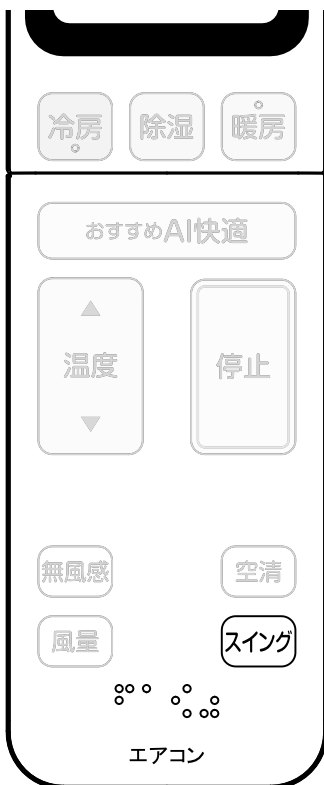 冷房 除湿 暖房
おすすめAI快適
温度 停止
無風感 空清
風量 スイング
⠋⠁⠪⠴
エアコン